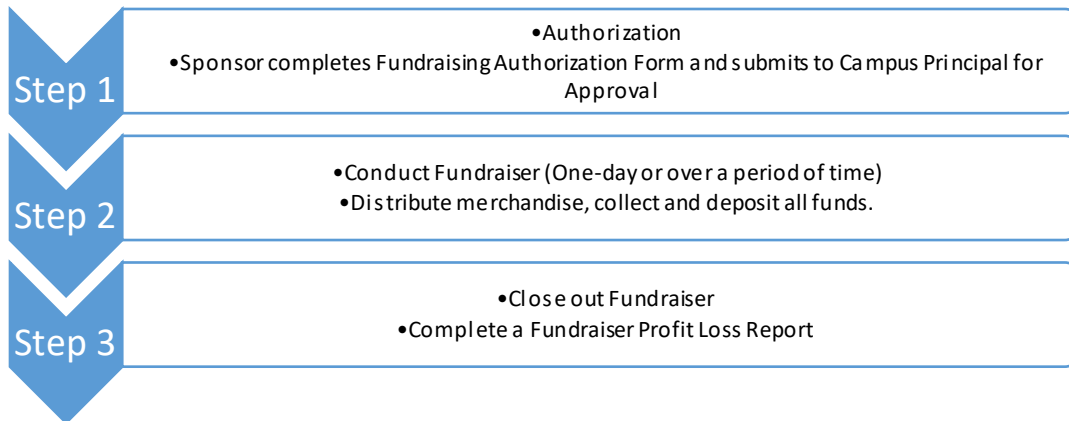 Step 1
•Authorization
•Sponsor completes Fundraising Authorization Form and submits to Campus Principal for
Approval
Step 2
•Conduct Fundraiser (One-day or over a period of time)
•Distribute merchandise, collect and deposit all funds.
Step 3
•Close out Fundraiser
•Complete a Fundraiser Profit Loss Report